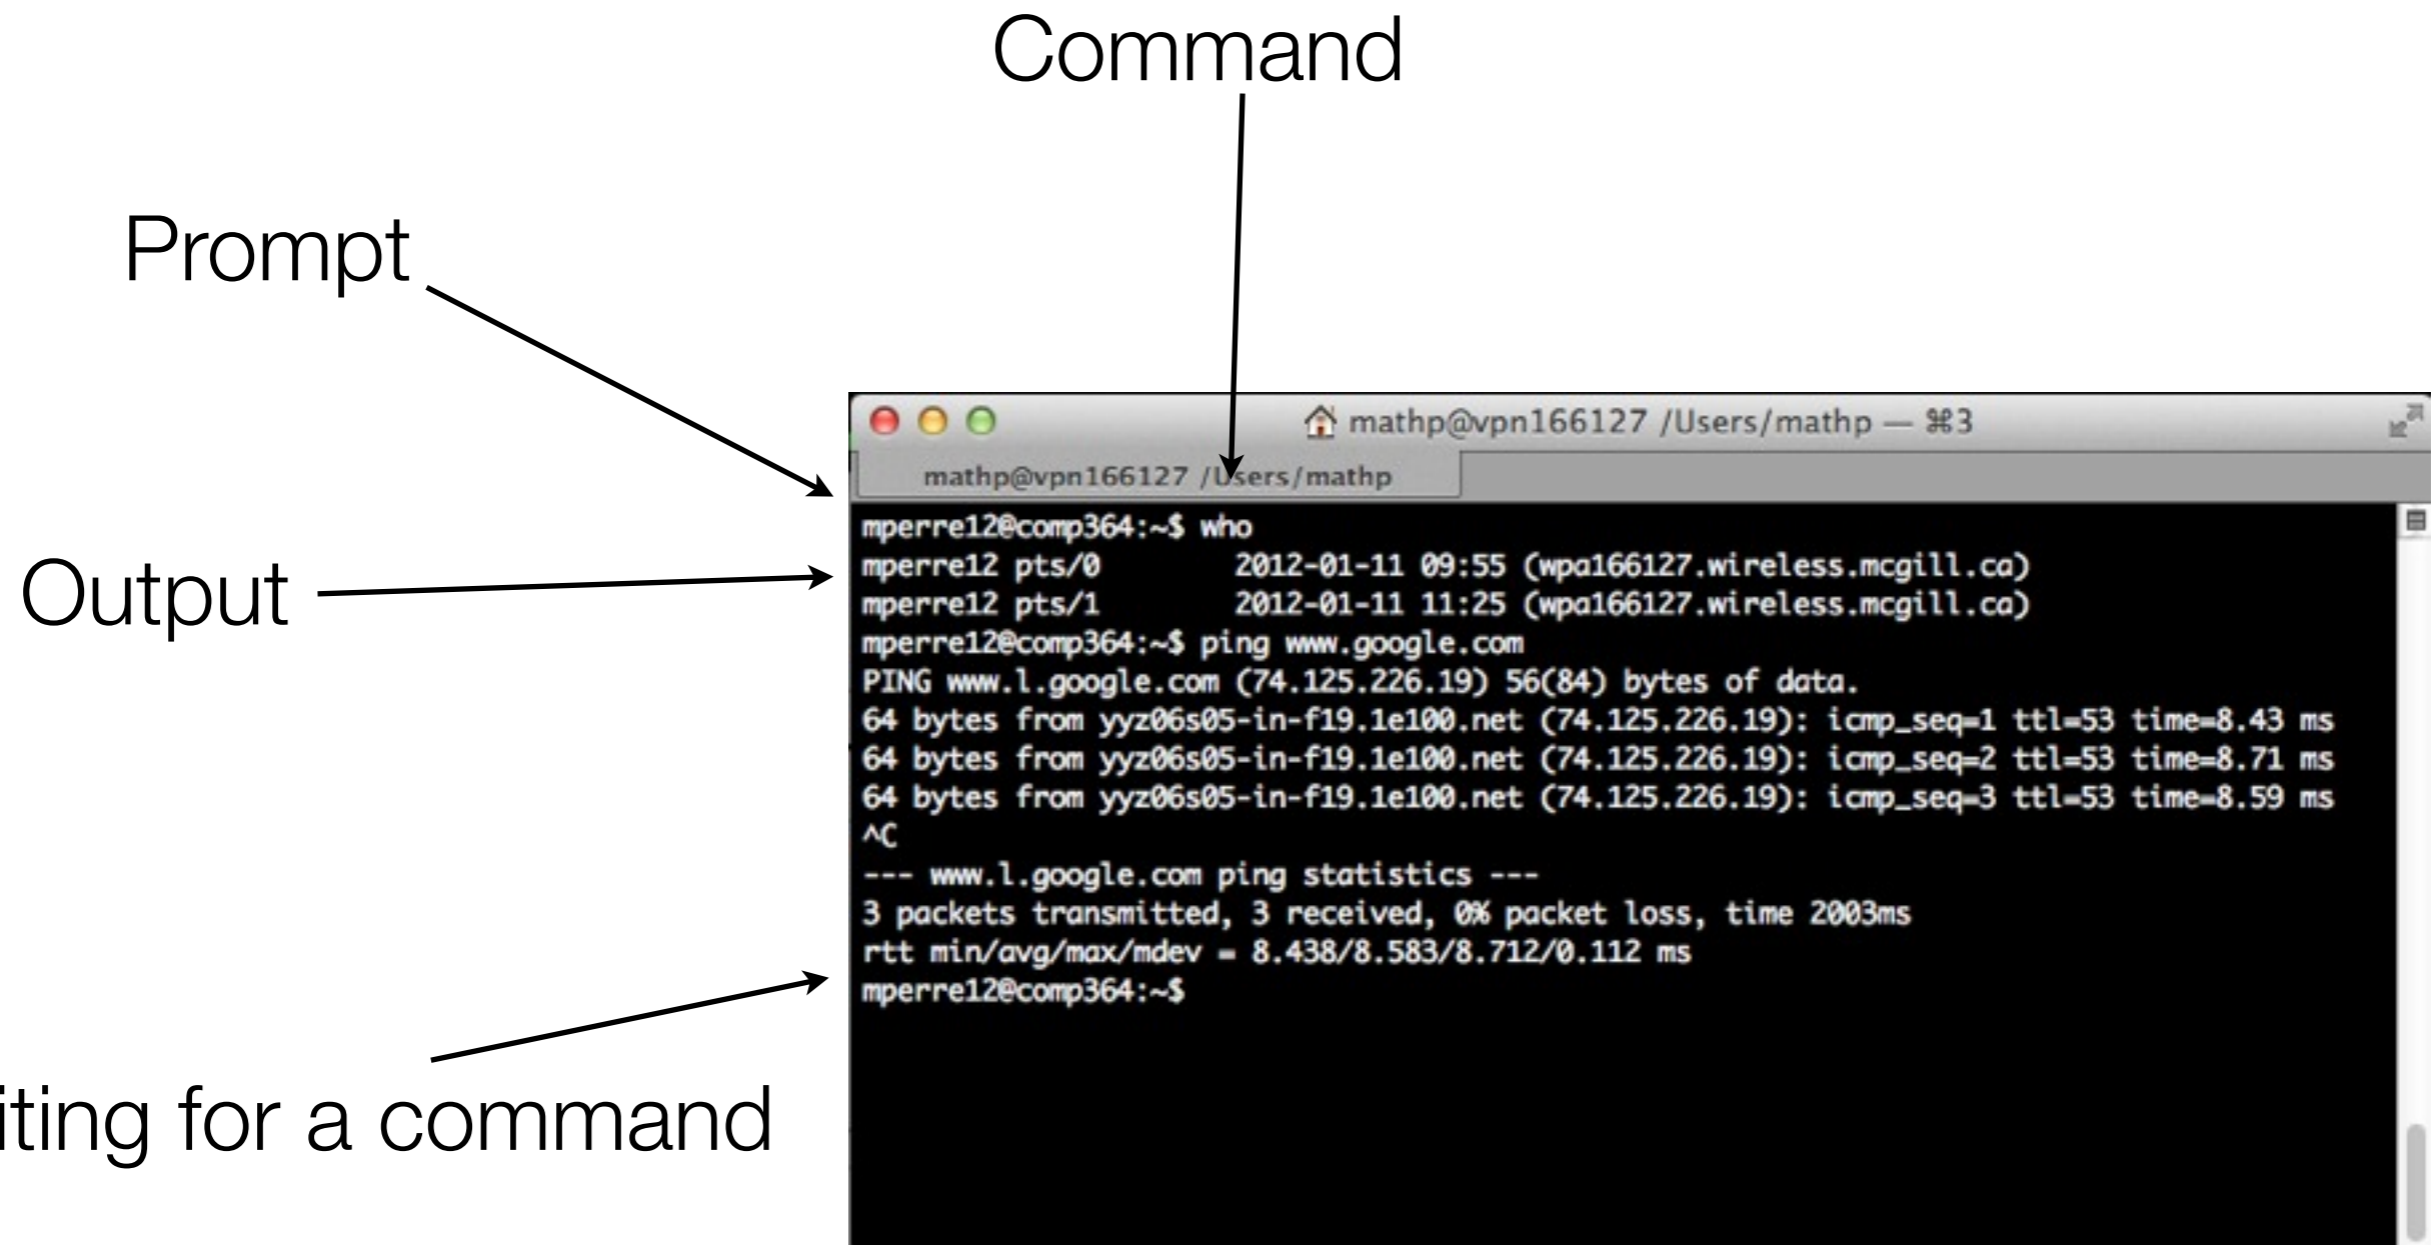 Command
Prompt
Output
iting for a command
mathp@vpn166127 /Users/mathp — ⌘3
mathp@vpn166127 /Users/mathp
mperre12@comp364:~$ who
mperre12 pts/0        2012-01-11 09:55 (wpa166127.wireless.mcgill.ca)
mperre12 pts/1        2012-01-11 11:25 (wpa166127.wireless.mcgill.ca)
mperre12@comp364:~$ ping www.google.com
PING www.l.google.com (74.125.226.19) 56(84) bytes of data.
64 bytes from yyz06s05-in-f19.1e100.net (74.125.226.19): icmp_seq=1 ttl=53 time=8.43 ms
64 bytes from yyz06s05-in-f19.1e100.net (74.125.226.19): icmp_seq=2 ttl=53 time=8.71 ms
64 bytes from yyz06s05-in-f19.1e100.net (74.125.226.19): icmp_seq=3 ttl=53 time=8.59 ms
^C
--- www.l.google.com ping statistics ---
3 packets transmitted, 3 received, 0% packet loss, time 2003ms
rtt min/avg/max/mdev = 8.438/8.583/8.712/0.112 ms
mperre12@comp364:~$